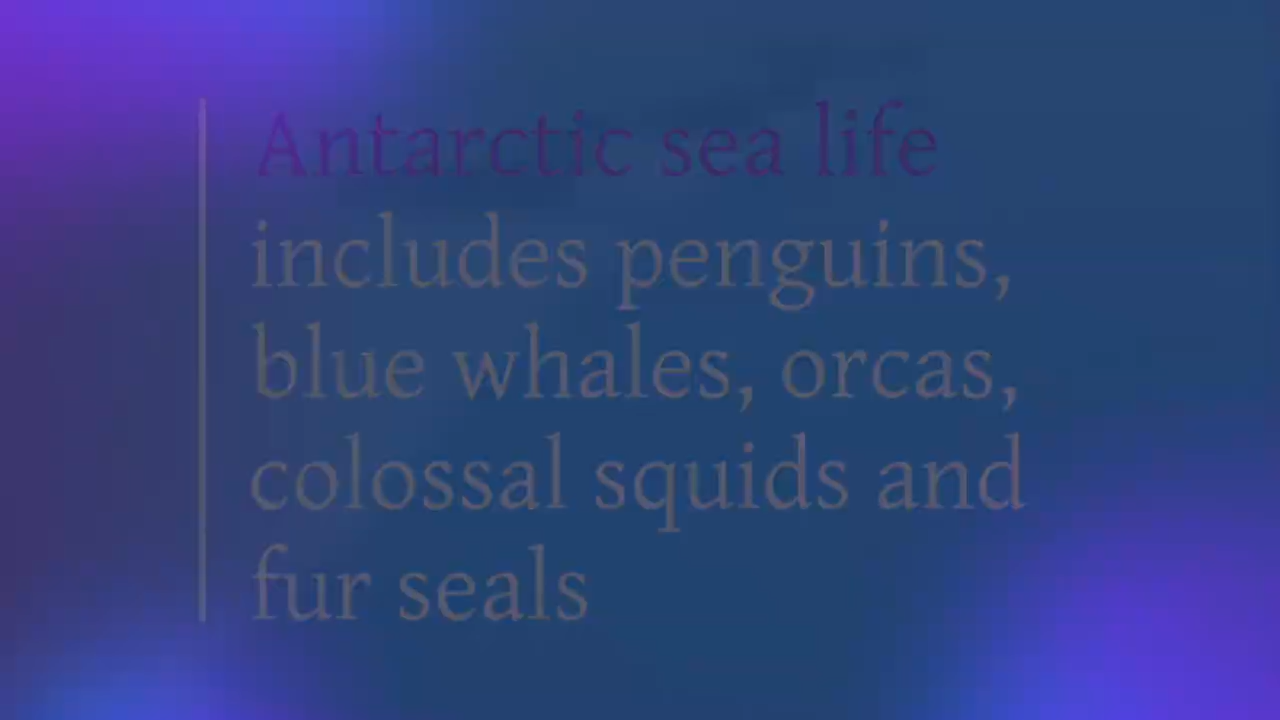 Antarctic sea life
includes penguins,
blue whales, orcas,
colossal squids and
fur seals